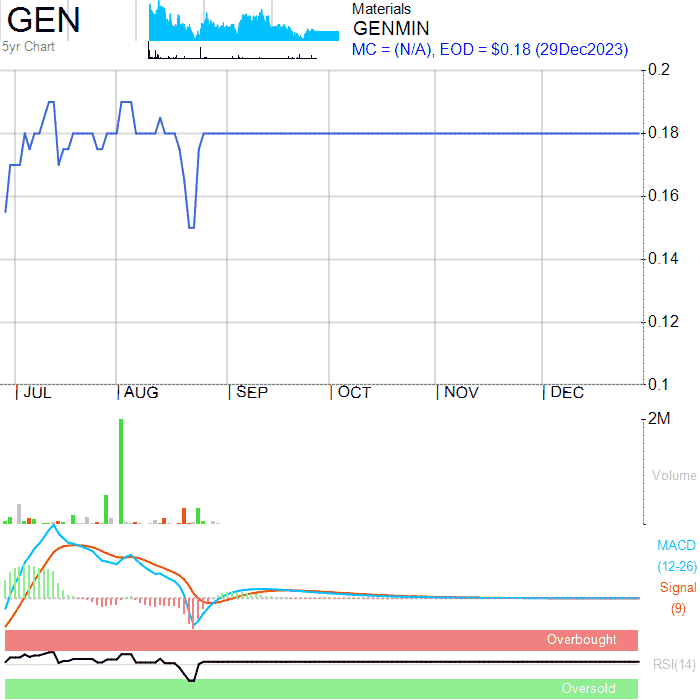 GEN
5yr Chart
Materials
GENMIN
MC = (N/A), EOD = $0.18 (29Dec2023)
0.2
0.18
0.16
0.14
0.12
0.1
JUL AUG SEP OCT NOV DEC
2M
Volume
MACD
(12-26)
Signal
(9)
Overbought
RSI(14)
Oversold